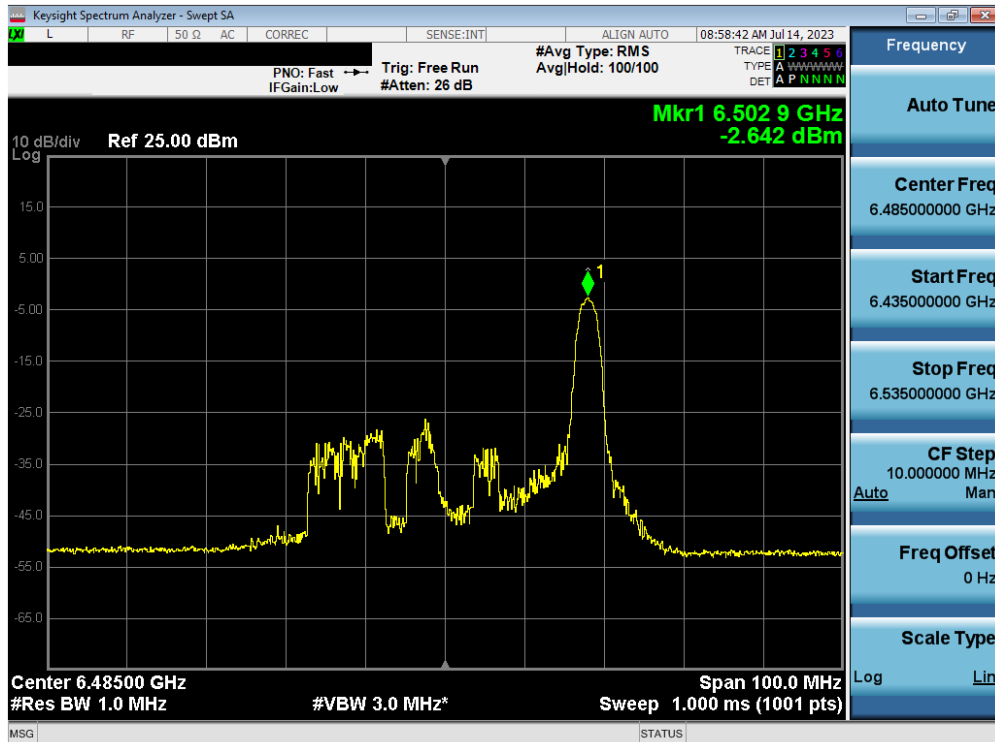 Keysight Spectrum Analyzer - Swept SA
LXI L RF 50 Ω AC CORREC SENSE:INT ALIGN AUTO 08:58:42 AM Jul 14, 2023
PNO: Fast
IFGain:Low
Trig: Free Run
#Atten: 26 dB
#Avg Type: RMS
Avg|Hold: 100/100
TRACE 1 2 3 4 5 6
TYPE A WWWWW
DET A P N N N N
Mkr1 6.502 9 GHz
-2.642 dBm
10 dB/div Ref 25.00 dBm
Log
15.0
5.00
-5.00
-15.0
-25.0
-35.0
-45.0
-55.0
-65.0
1
Center 6.48500 GHz Span 100.0 MHz
#Res BW 1.0 MHz #VBW 3.0 MHz* Sweep 1.000 ms (1001 pts)
MSG STATUS
Frequency
Auto Tune
Center Freq
6.485000000 GHz
Start Freq
6.435000000 GHz
Stop Freq
6.535000000 GHz
CF Step
10.000000 MHz
Auto Man
Freq Offset
0 Hz
Scale Type
Log Lin